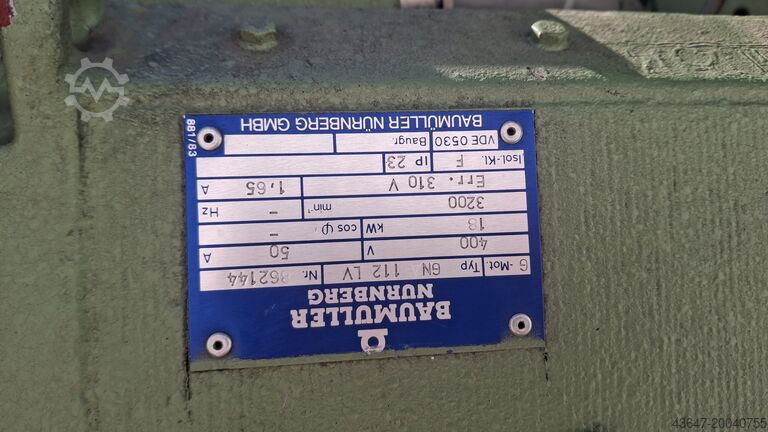 BAUMÜLLER
NÜRNBERG
G -Mot. Typ GN 112 LV Nr. 862144
400 V 50 A
18 kW cos φ -
3200 min⁻¹ - Hz
Err. 310 V 1,65 A
Isol.-Kl. F IP 23
VDE 0530 Baugr.
BAUMÜLLER NÜRNBERG GMBH
881/83
43647-20040755